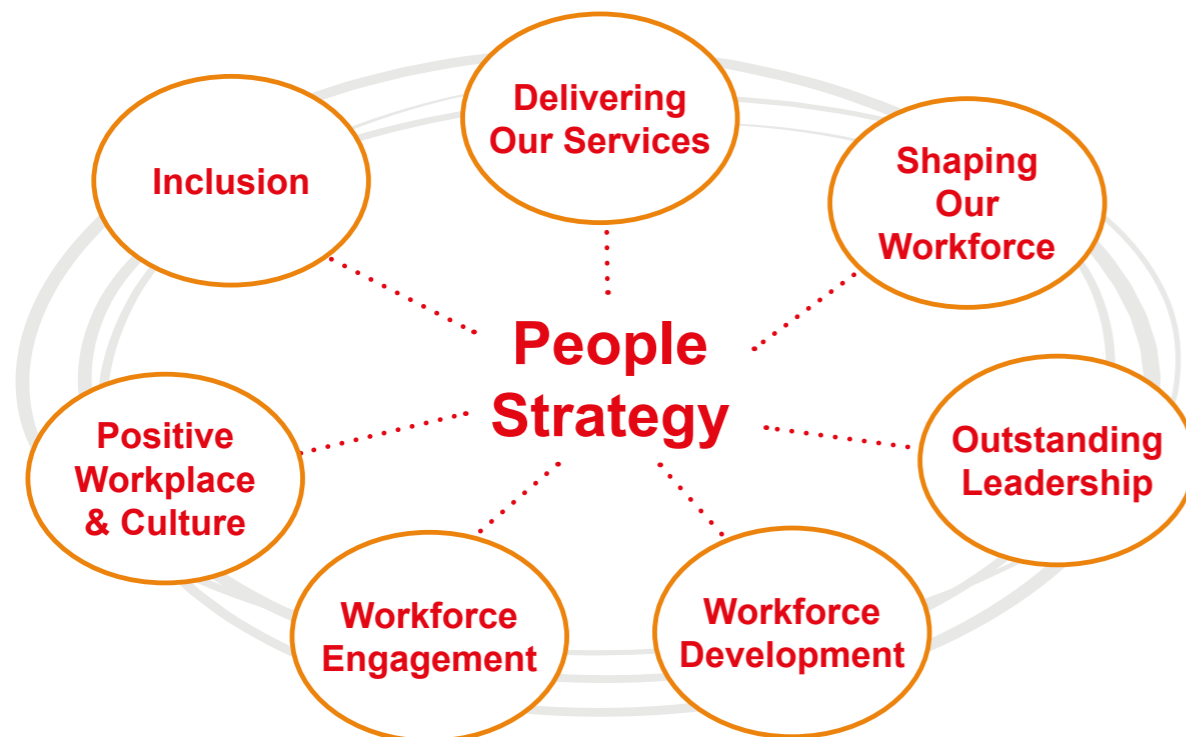 Delivering
Our Services
Inclusion
Shaping
Our
Workforce
People
Strategy
Positive
Workplace
& Culture
Outstanding
Leadership
Workforce
Engagement
Workforce
Development